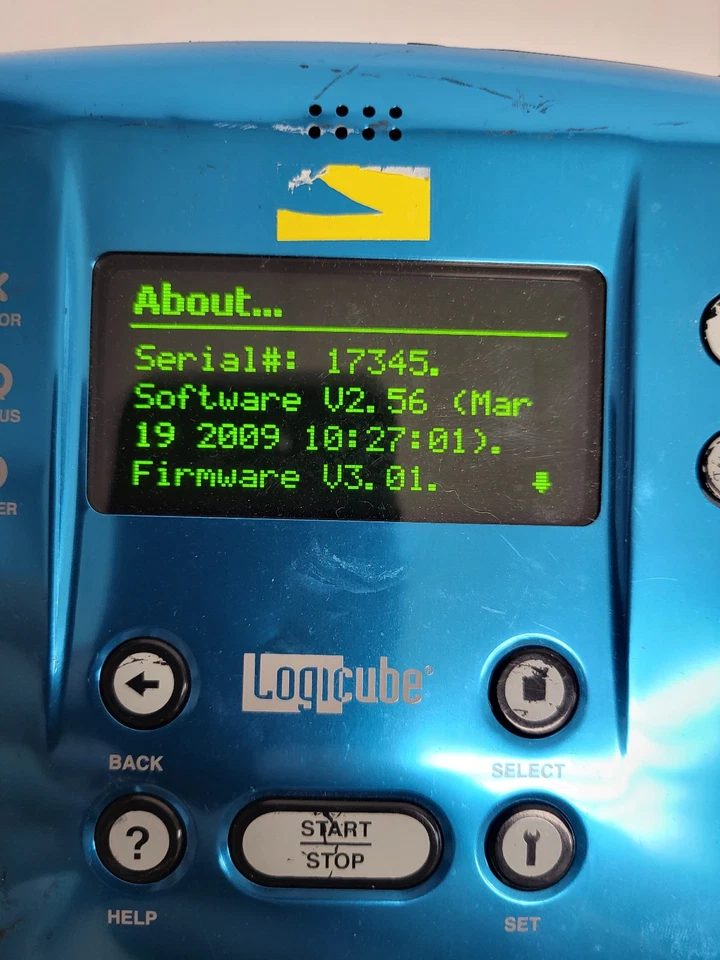 About...
Serial#: 17345.
Software V2.56 (Mar
19 2009 10:27:01).
Firmware V3.01.
Logicube®
BACK
SELECT
?
START
STOP
HELP
SET